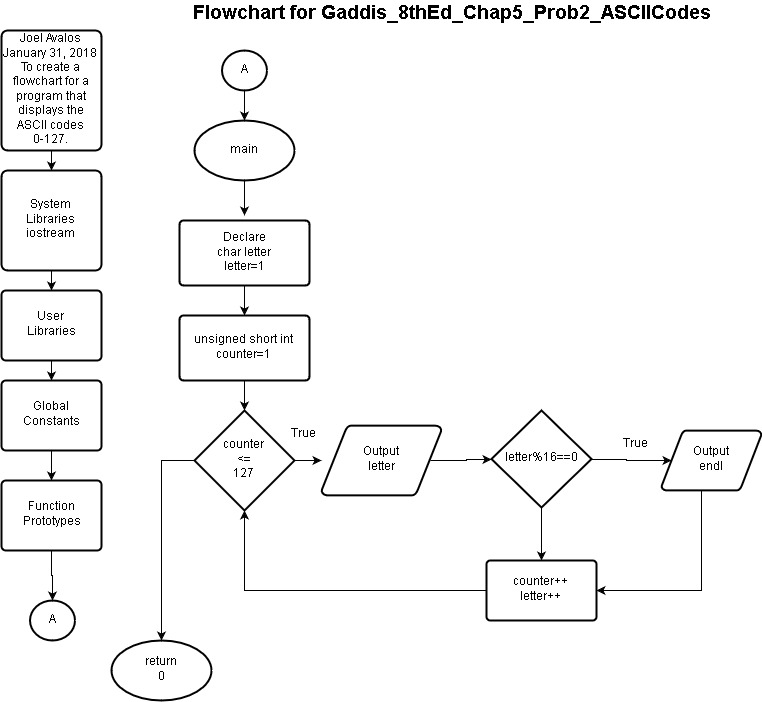 Flowchart for Gaddis_8thEd_Chap5_Prob2_ASCIICodes
Joel Avalos
January 31, 2018
To create a
flowchart for a
program that
displays the
ASCII codes
0-127.
System
Libraries
iostream
User
Libraries
Global
Constants
Function
Prototypes
A
A
main
Declare
char letter
letter=1
unsigned short int
counter=1
counter
<=
127
True
Output
letter
letter%16==0
True
Output
endl
counter++
letter++
return
0